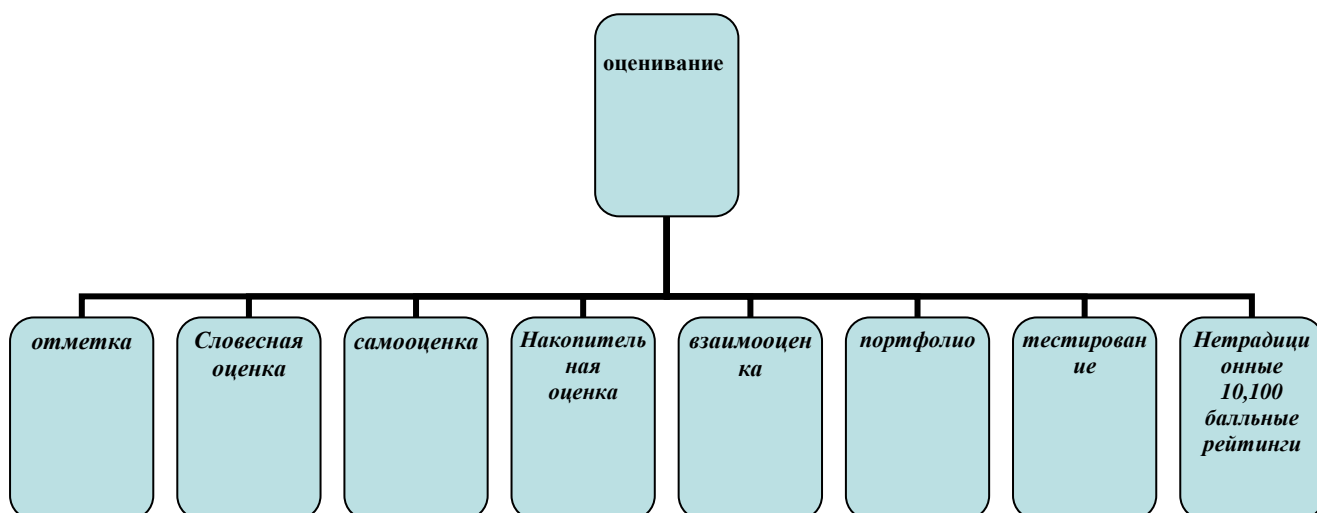 оценивание
отметка
Словесная
оценка
самооценка
Накопитель
ная
оценка
взаимооцен
ка
портфолио
тестирован
ие
Нетрадици
онные
10,100
балльные
рейтинги